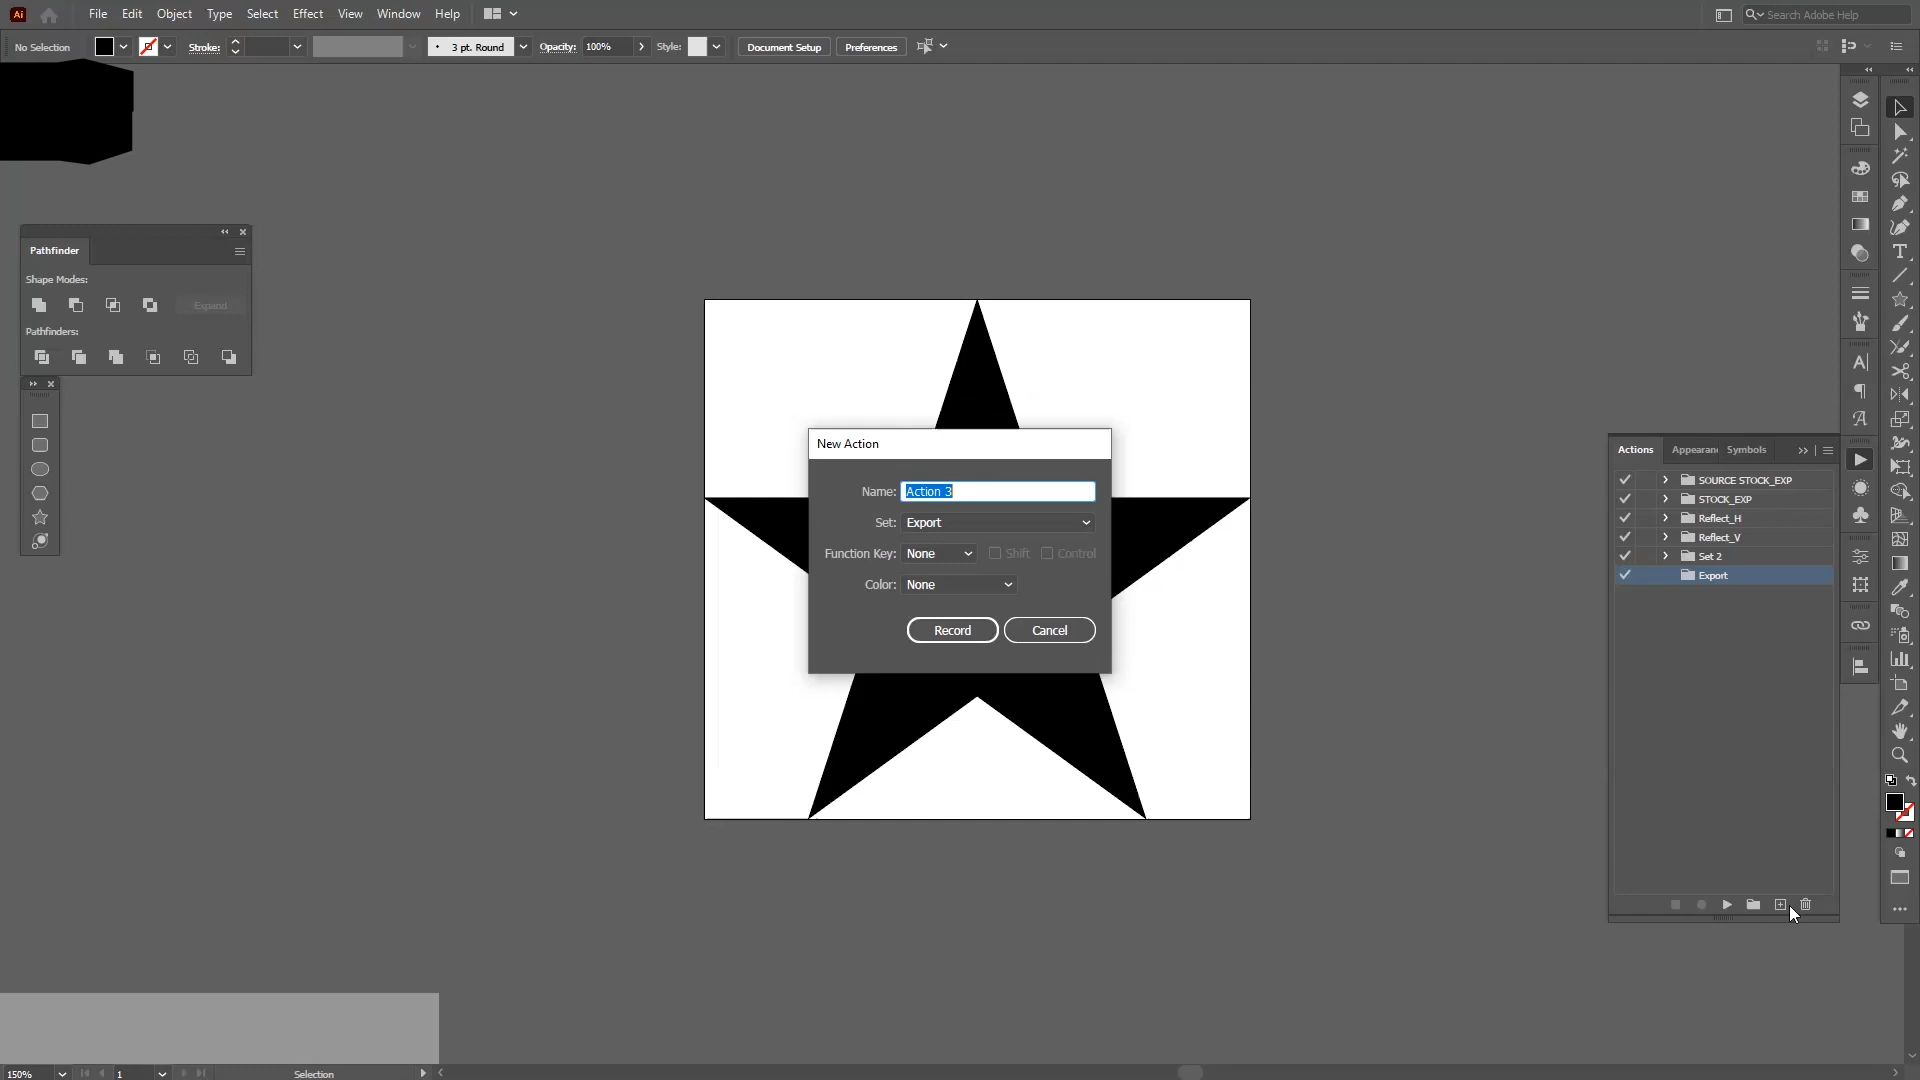 Ai File Edit Object Type Select Effect View Window Help Search Adobe Help
No Selection Stroke: 3 pt. Round Opacity: 100% Style: Document Setup Preferences
Pathfinder
Shape Modes:
Expand
Pathfinders:
New Action
Name: Action 3
Set: Export
Function Key: None Shift Control
Color: None
Record Cancel
Actions Appearan Symbols
SOURCE STOCK_EXP
STOCK_EXP
Reflect_H
Reflect_V
Set 2
Export
150% 1 Selection